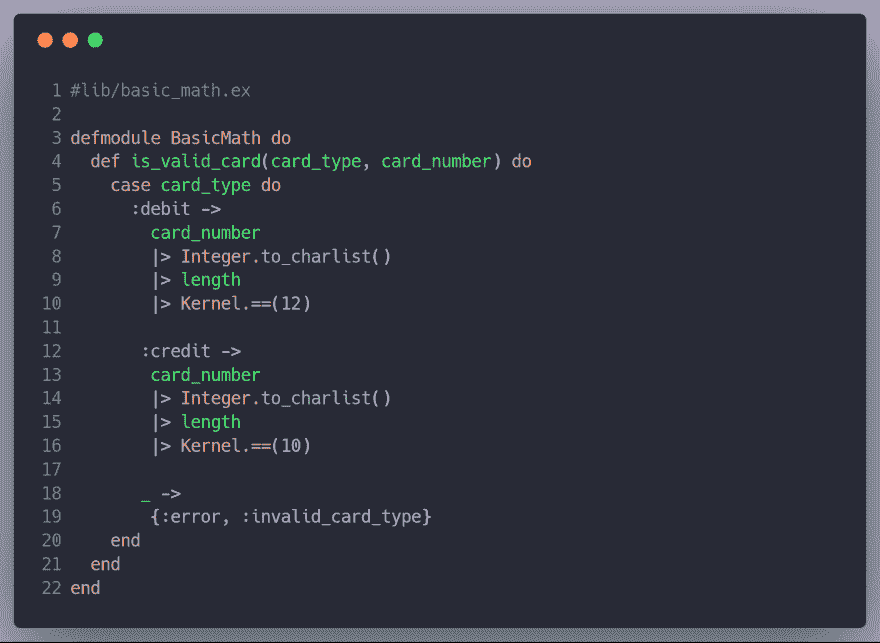 1 #lib/basic_math.ex
2
3 defmodule BasicMath do
4   def is_valid_card(card_type, card_number) do
5     case card_type do
6       :debit ->
7         card_number
8         |> Integer.to_charlist()
9         |> length
10         |> Kernel.==(12)
11
12        :credit ->
13         card_number
14         |> Integer.to_charlist()
15         |> length
16         |> Kernel.==(10)
17
18        _ ->
19         {:error, :invalid_card_type}
20     end
21   end
22 end